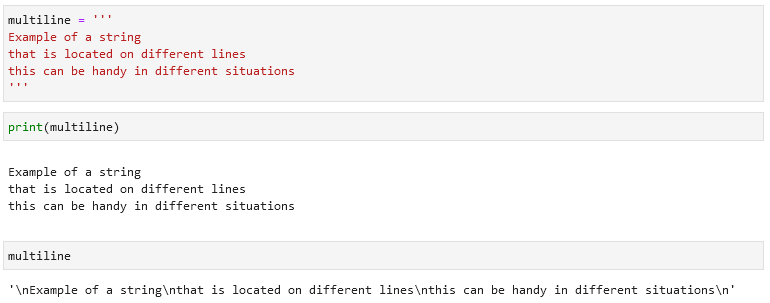 multiline = '''
Example of a string
that is located on different lines
this can be handy in different situations
'''
print(multiline)
Example of a string
that is located on different lines
this can be handy in different situations
multiline
'\nExample of a string\nthat is located on different lines\nthis can be handy in different situations\n'